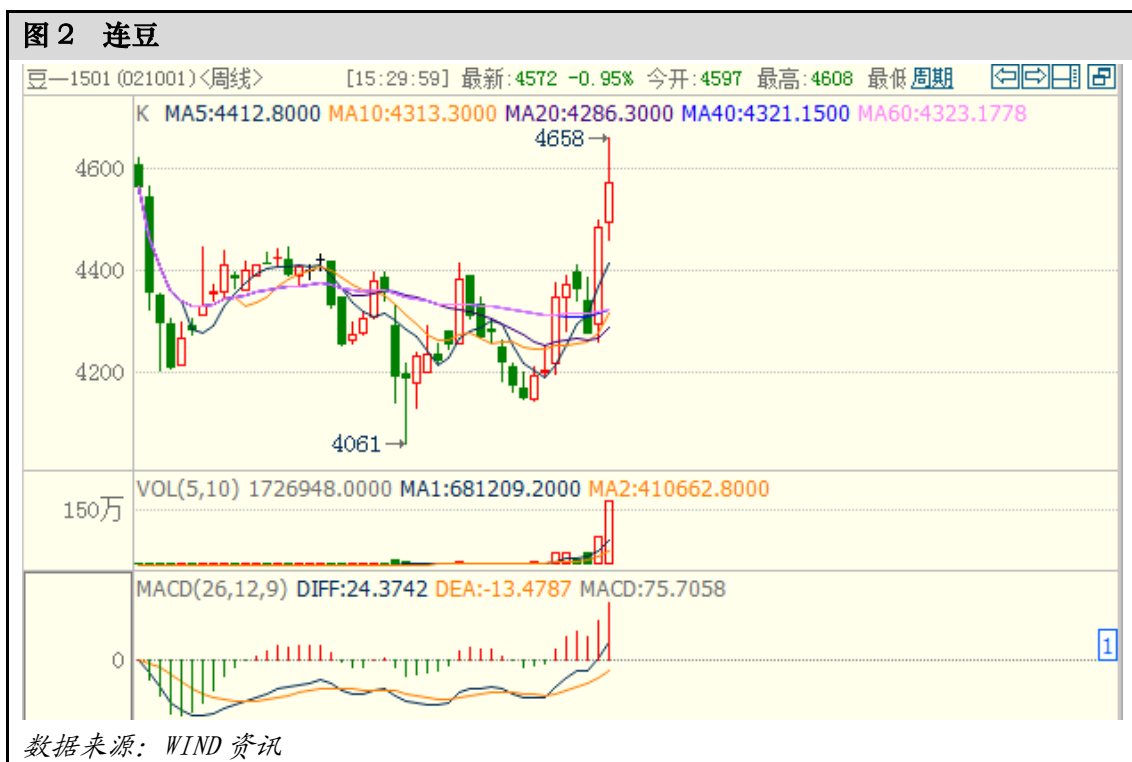 图2 连豆
豆一1501(021001)<周线> [15:29:59] 最新:4572 -0.95% 今开:4597 最高:4608 最低 周期
K MA5:4412.8000 MA10:4313.3000 MA20:4286.3000 MA40:4321.1500 MA60:4323.1778
4658
4600
4400
4200
4061
VOL(5,10) 1726948.0000 MA1:681209.2000 MA2:410662.8000
150万
MACD(26,12,9) DIFF:24.3742 DEA:-13.4787 MACD:75.7058
0
1
数据来源：WIND 资讯